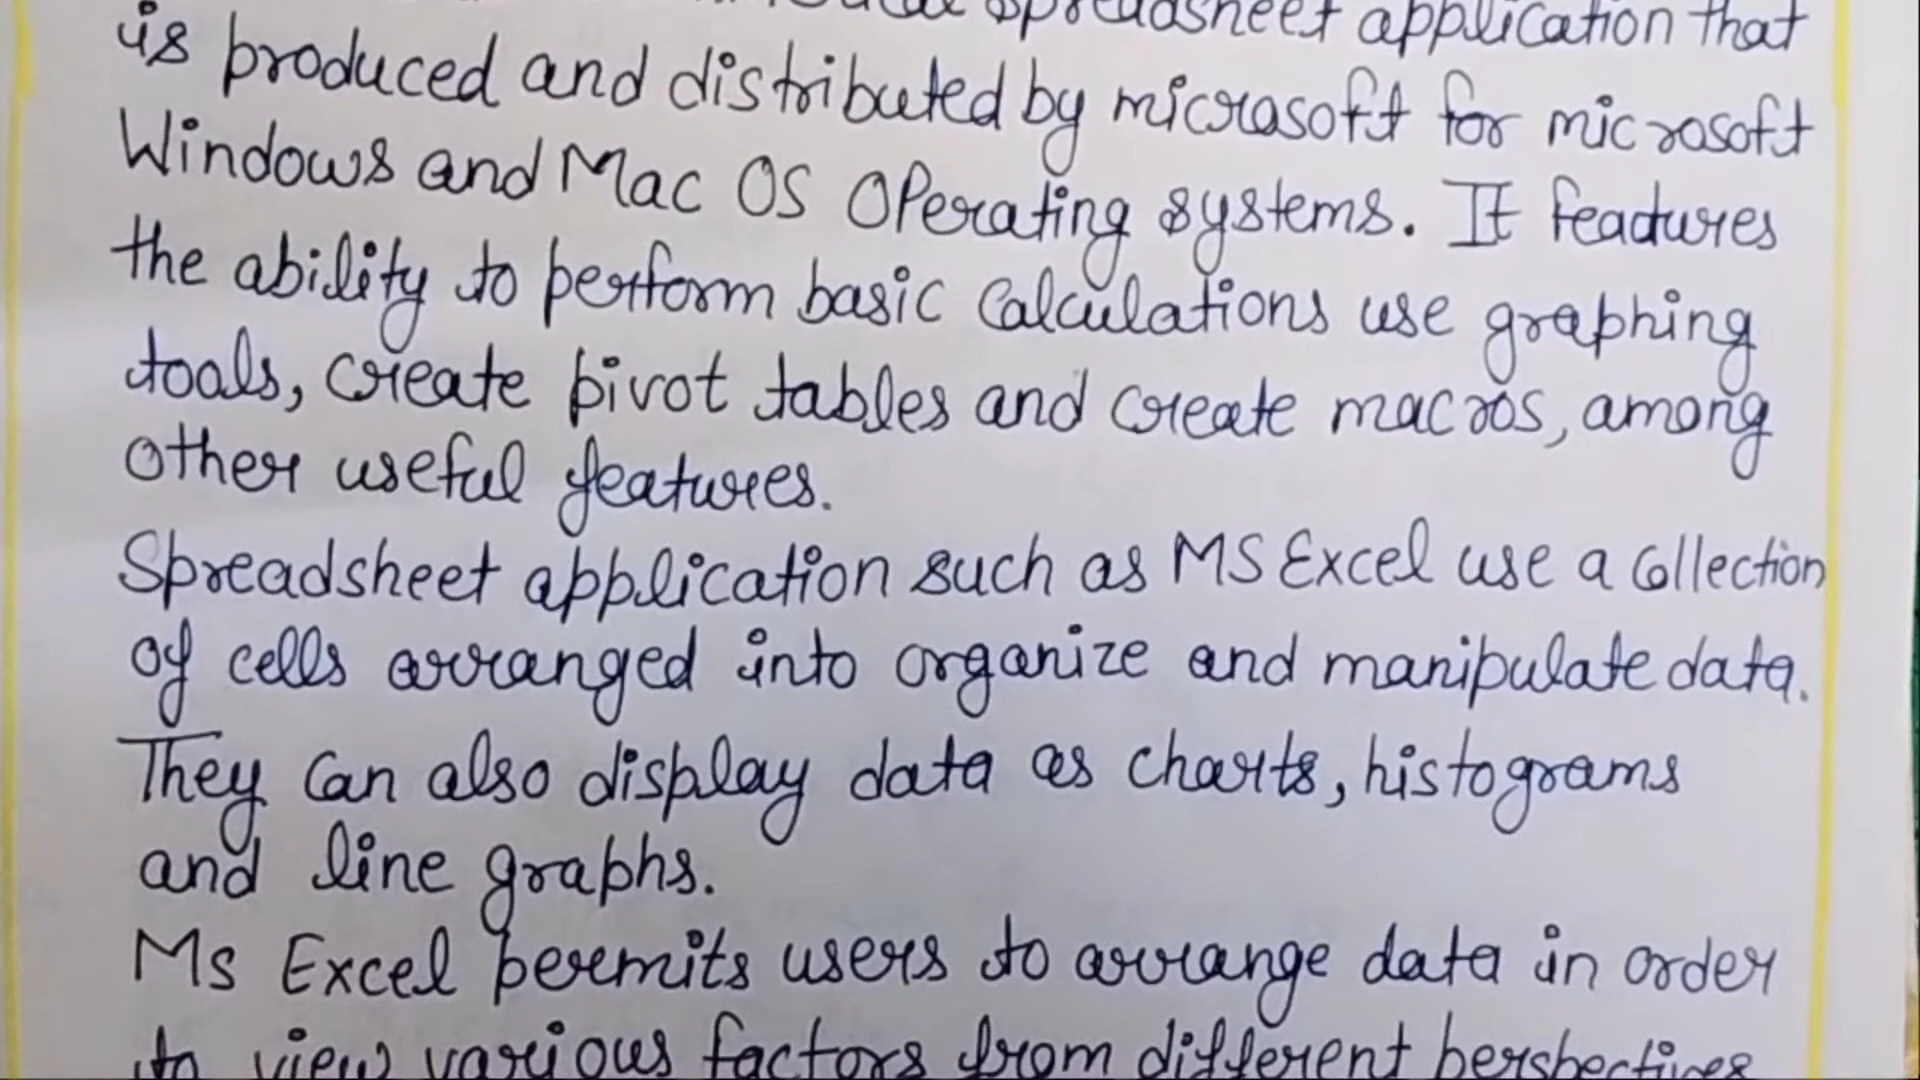 spreadsheet application that
is produced and distributed by microsoft for microsoft
Windows and Mac OS OPerating systems. It features
the ability to perform basic Calculations use graphing
tools, create pivot tables and create macros, among
other useful features.
Spreadsheet application such as MS Excel use a Collection
of cells arranged into organize and manipulate data.
They Can also display data as charts, histograms
and line graphs.
Ms Excel peremits users to arrange data in order
to view various factors from different perspectives